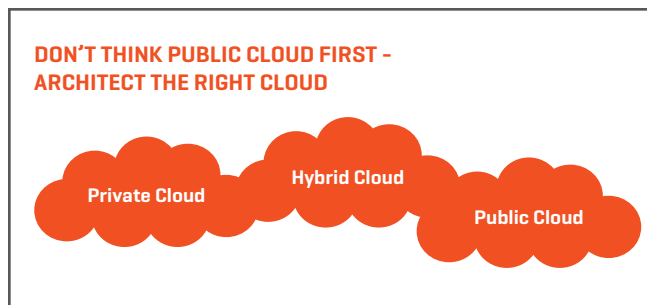 DON'T THINK PUBLIC CLOUD FIRST -
ARCHITECT THE RIGHT CLOUD
Private Cloud
Hybrid Cloud
Public Cloud